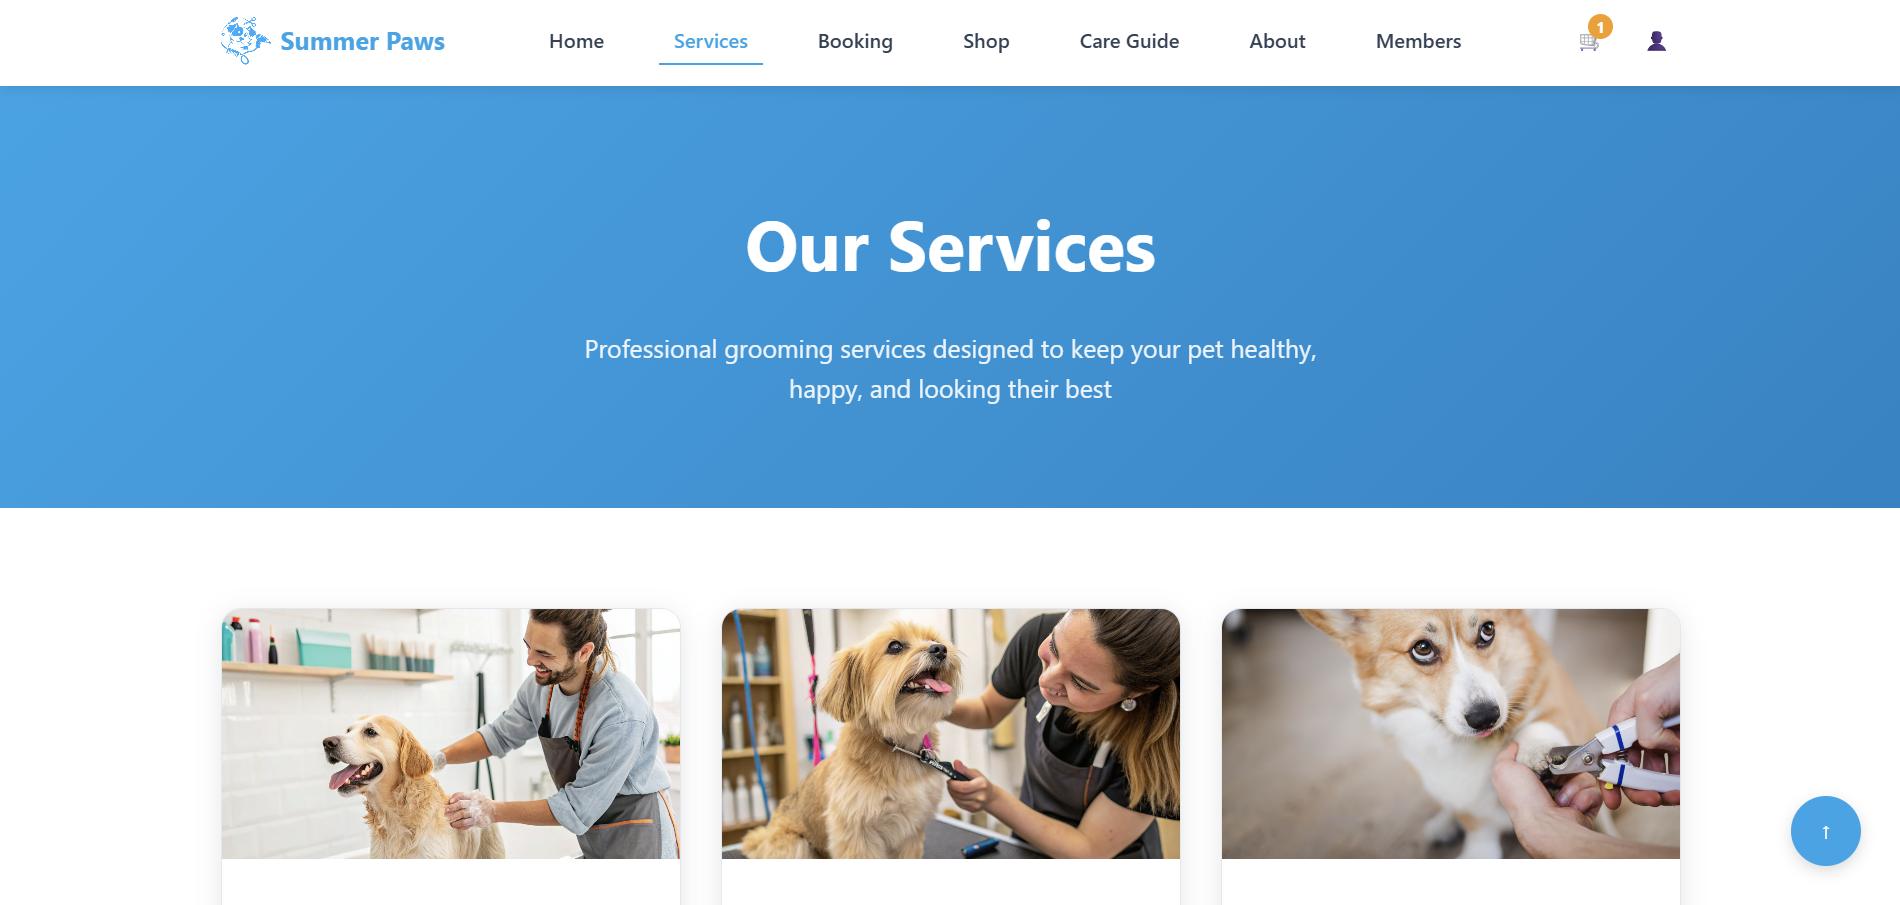 Summer Paws
Home
Services
Booking
Shop
Care Guide
About
Members
1
Our Services
Professional grooming services designed to keep your pet healthy,
happy, and looking their best
↑